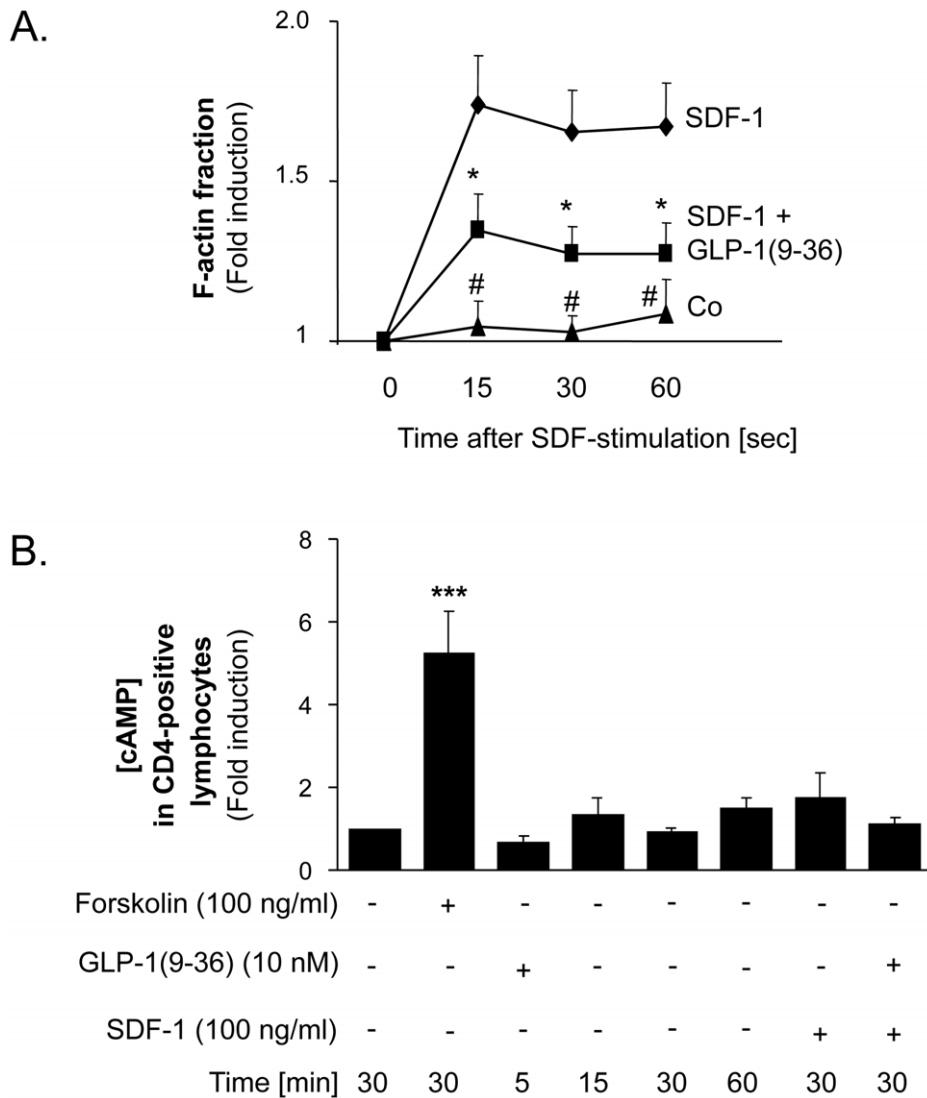 A.
2.0
1.5
1
F-actin fraction
(Fold induction)
SDF-1
*
*
*
SDF-1 +
GLP-1(9-36)
#
#
#
Co
0 15 30 60
Time after SDF-stimulation [sec]
B.
8
6
4
2
0
[cAMP]
in CD4-positive
lymphocytes
(Fold induction)
***
Forskolin (100 ng/ml) - + - - - - - -
GLP-1(9-36) (10 nM) - - + - - - - +
SDF-1 (100 ng/ml) - - - - - - + +
Time [min] 30 30 5 15 30 60 30 30